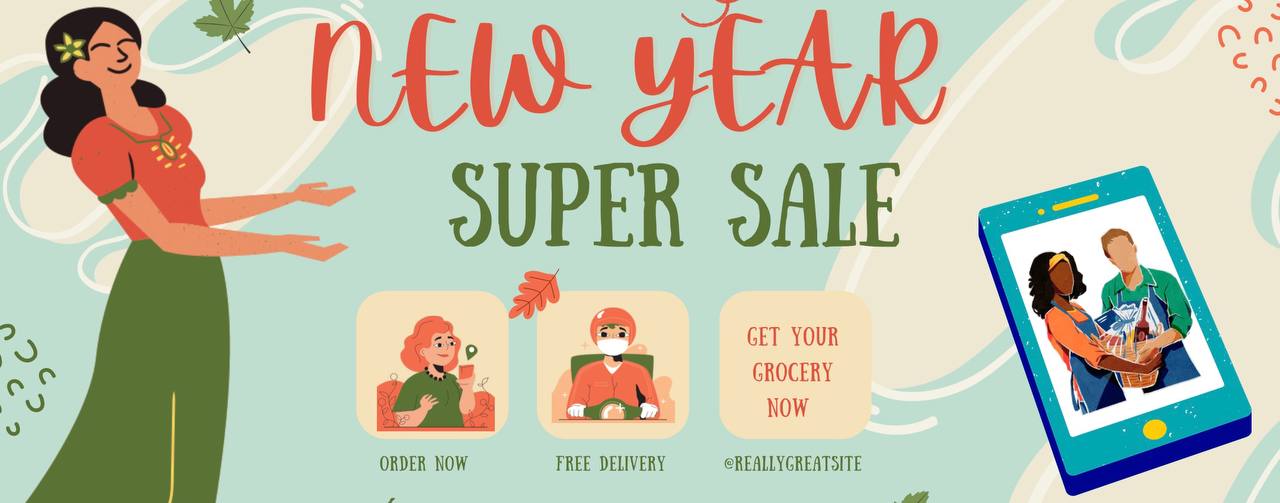 NEW YEAR
SUPER SALE
GET YOUR
GROCERY
NOW
ORDER NOW
FREE DELIVERY
@REALLYGREATSITE